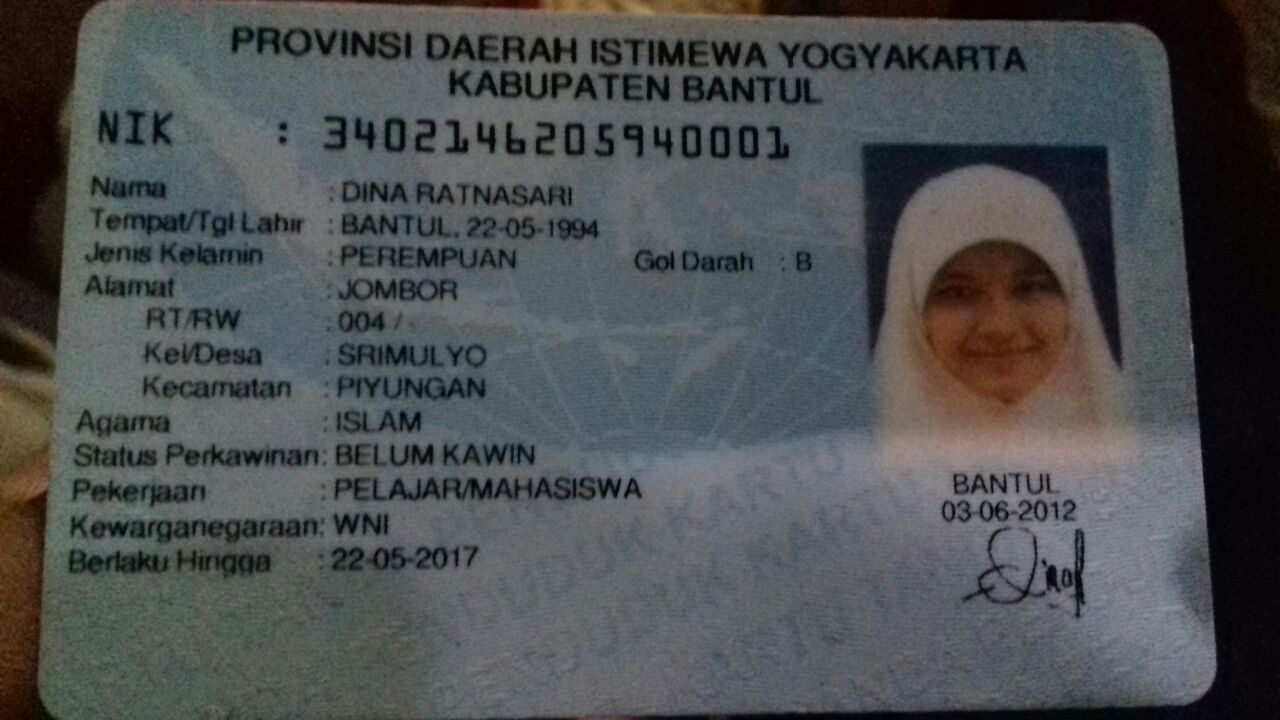 PROVINSI DAERAH ISTIMEWA YOGYAKARTA
KABUPATEN BANTUL
NIK : 3402146205940001
Nama : DINA RATNASARI
Tempat/Tgl Lahir : BANTUL, 22-05-1994
Jenis Kelamin : PEREMPUAN Gol Darah : B
Alamat : JOMBOR
RT/RW : 004 / -
Kel/Desa : SRIMULYO
Kecamatan : PIYUNGAN
Agama : ISLAM
Status Perkawinan: BELUM KAWIN
Pekerjaan : PELAJAR/MAHASISWA
Kewarganegaraan: WNI
Berlaku Hingga : 22-05-2017
BANTUL
03-06-2012